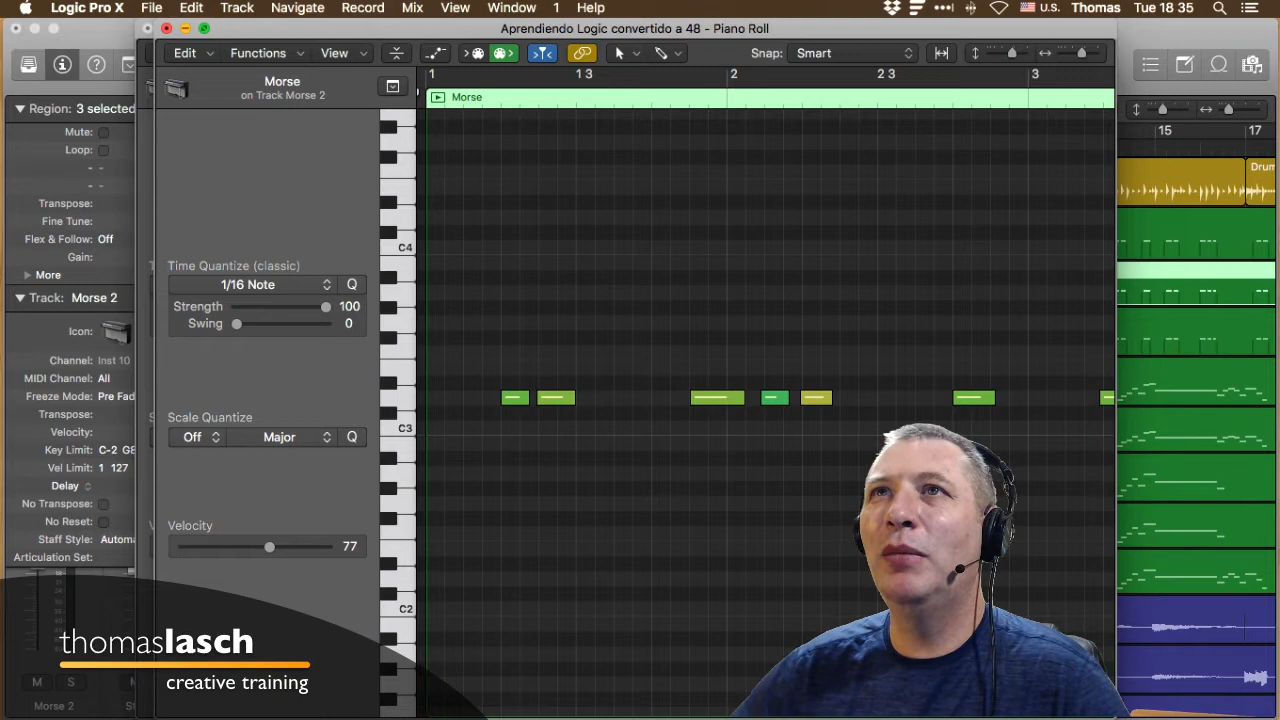 Logic Pro X File Edit Track Navigate Record Mix View Window 1 Help U.S. Thomas Tue 18 35
Aprendiendo Logic convertido a 48 - Piano Roll
Edit Functions View Snap: Smart
Morse
on Track Morse 2
1 1 3 2 2 3 3
Morse
Region: 3 selected
Mute:
Loop:
Transpose:
Fine Tune:
Flex & Follow: Off
Gain:
More
Track: Morse 2
Icon:
Channel: Inst 10
MIDI Channel: All
Freeze Mode: Pre Fad
Transpose:
Velocity:
Key Limit: C-2 G8
Vel Limit: 1 127
Delay
No Transpose:
No Reset:
Staff Style: Automa
Articulation Set:
Time Quantize (classic)
1/16 Note Q
Strength 100
Swing 0
Scale Quantize
Off Major Q
Velocity
77
C4
C3
C2
15 17
Drum
thomaslasch
creative training
M S
Morse 2